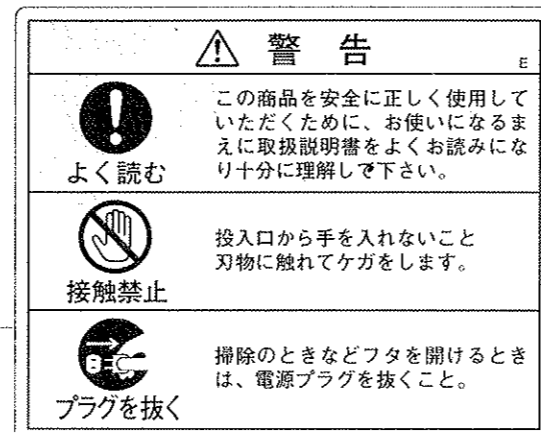 警告
E
よく読む
この商品を安全に正しく使用して
いただくために、お使いになるま
えに取扱説明書をよくお読みにな
り十分に理解しで下さい。
接触禁止
投入口から手を入れないこと
刃物に触れてケガをします。
プラグを抜く
掃除のときなどフタを開けるとき
は、電源プラグを抜くこと。